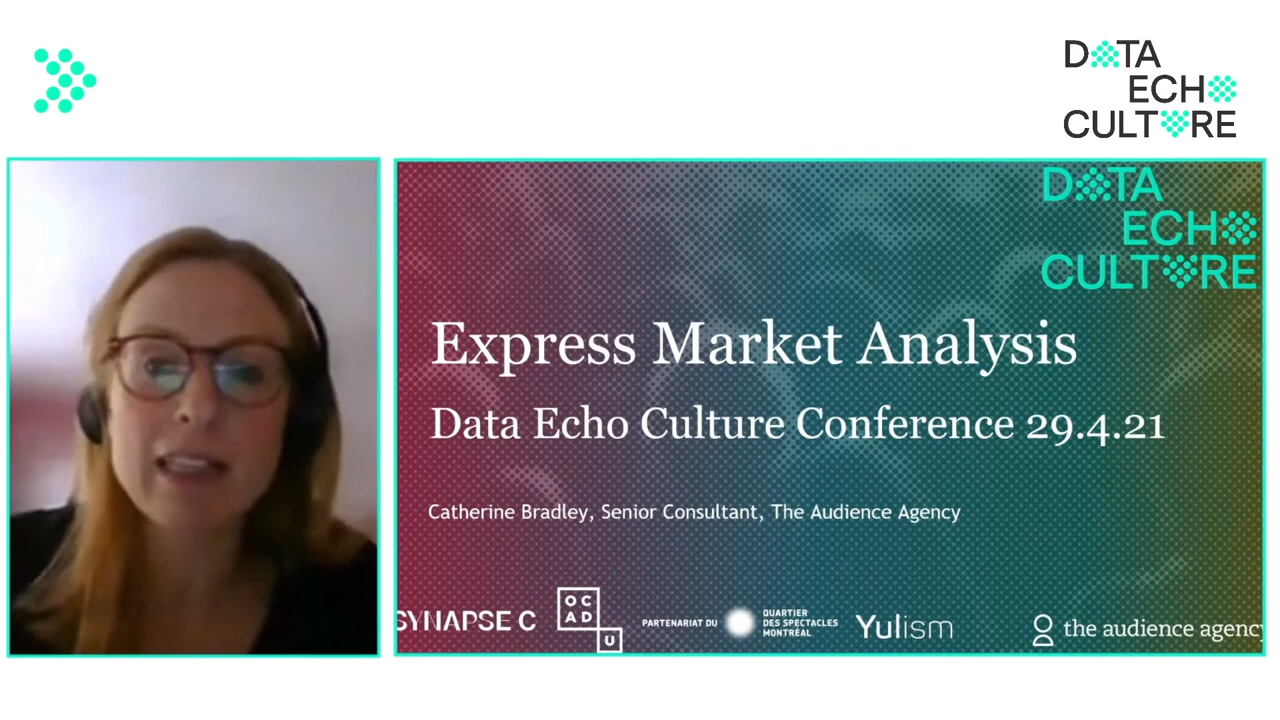 DATA
ECHO
CULTURE
DATA
ECHO
CULTURE
Express Market Analysis
Data Echo Culture Conference 29.4.21
Catherine Bradley, Senior Consultant, The Audience Agency
SYNAPSE C
OC
AD
U
PARTENARIAT DU
QUARTIER
DES SPECTACLES
MONTRÉAL
Yulism
the audience agency